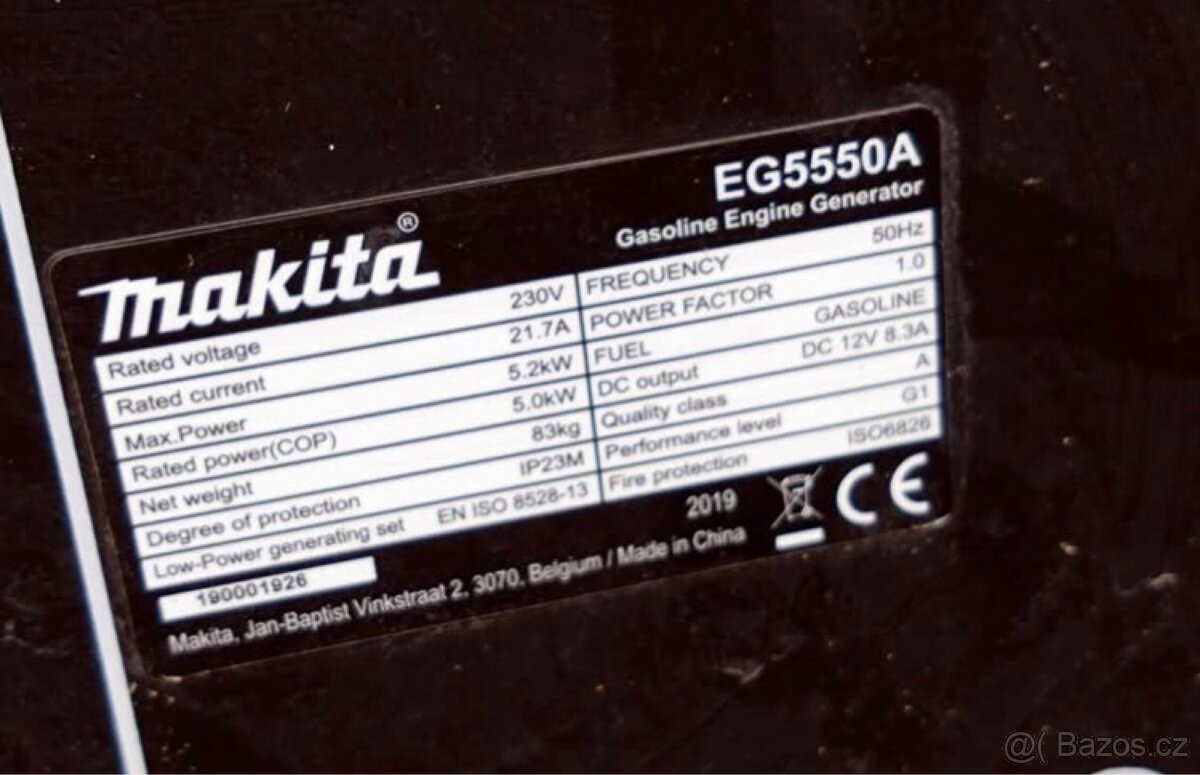 makita®
EG5550A
Gasoline Engine Generator
Rated voltage 230V
Rated current 21.7A
Max.Power 5.2kW
Rated power(COP) 5.0kW
Net weight 83kg
Degree of protection IP23M
Low-Power generating set EN ISO 8528-13
FREQUENCY 50Hz
POWER FACTOR 1.0
FUEL GASOLINE
DC output DC 12V 8.3A
Quality class A
Performance level G1
Fire protection ISO6826
190001926
2019
CE
Makita, Jan-Baptist Vinkstraat 2, 3070, Belgium / Made in China
@( Bazos.cz